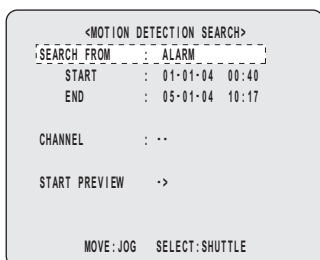 <MOTION DETECTION SEARCH>
SEARCH FROM : ALARM
START : 01-01-04 00:40
END : 05-01-04 10:17
CHANNEL : --
START PREVIEW ->
MOVE:JOG SELECT:SHUTTLE